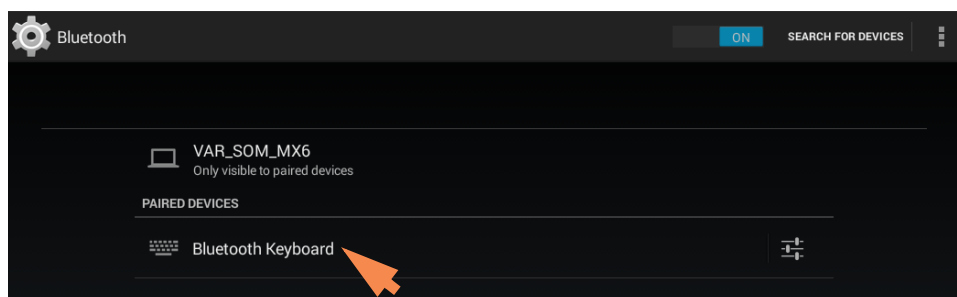 Bluetooth
ON
SEARCH FOR DEVICES
VAR_SOM_MX6
Only visible to paired devices
PAIRED DEVICES
Bluetooth Keyboard